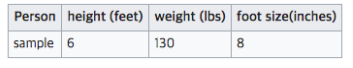 Person height (feet) weight (lbs) foot size(inches)
sample 6 130 8